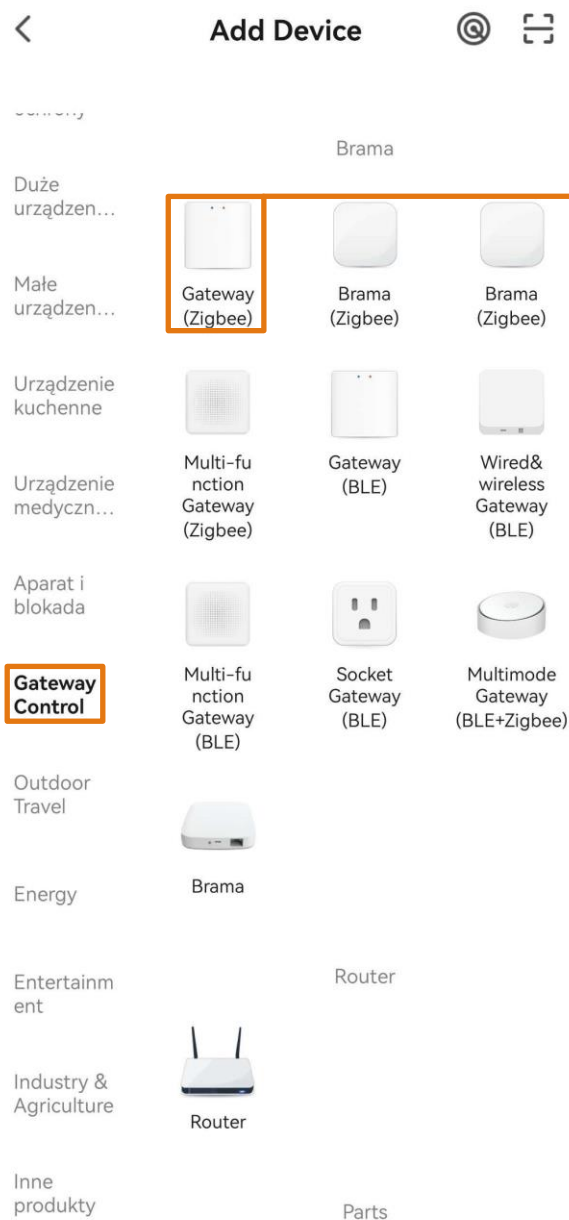 Add Device
Brama
Duże
urządzen...
Małe
urządzen...
Urządzenie
kuchenne
Urządzenie
medyczn...
Aparat i
blokada
Gateway
Control
Outdoor
Travel
Energy
Entertainm
ent
Industry &
Agriculture
Inne
produkty
Gateway
(Zigbee)
Brama
(Zigbee)
Brama
(Zigbee)
Multi-fu
nction
Gateway
(Zigbee)
Gateway
(BLE)
Wired&
wireless
Gateway
(BLE)
Multi-fu
nction
Gateway
(BLE)
Socket
Gateway
(BLE)
Multimode
Gateway
(BLE+Zigbee)
Brama
Router
Router
Parts